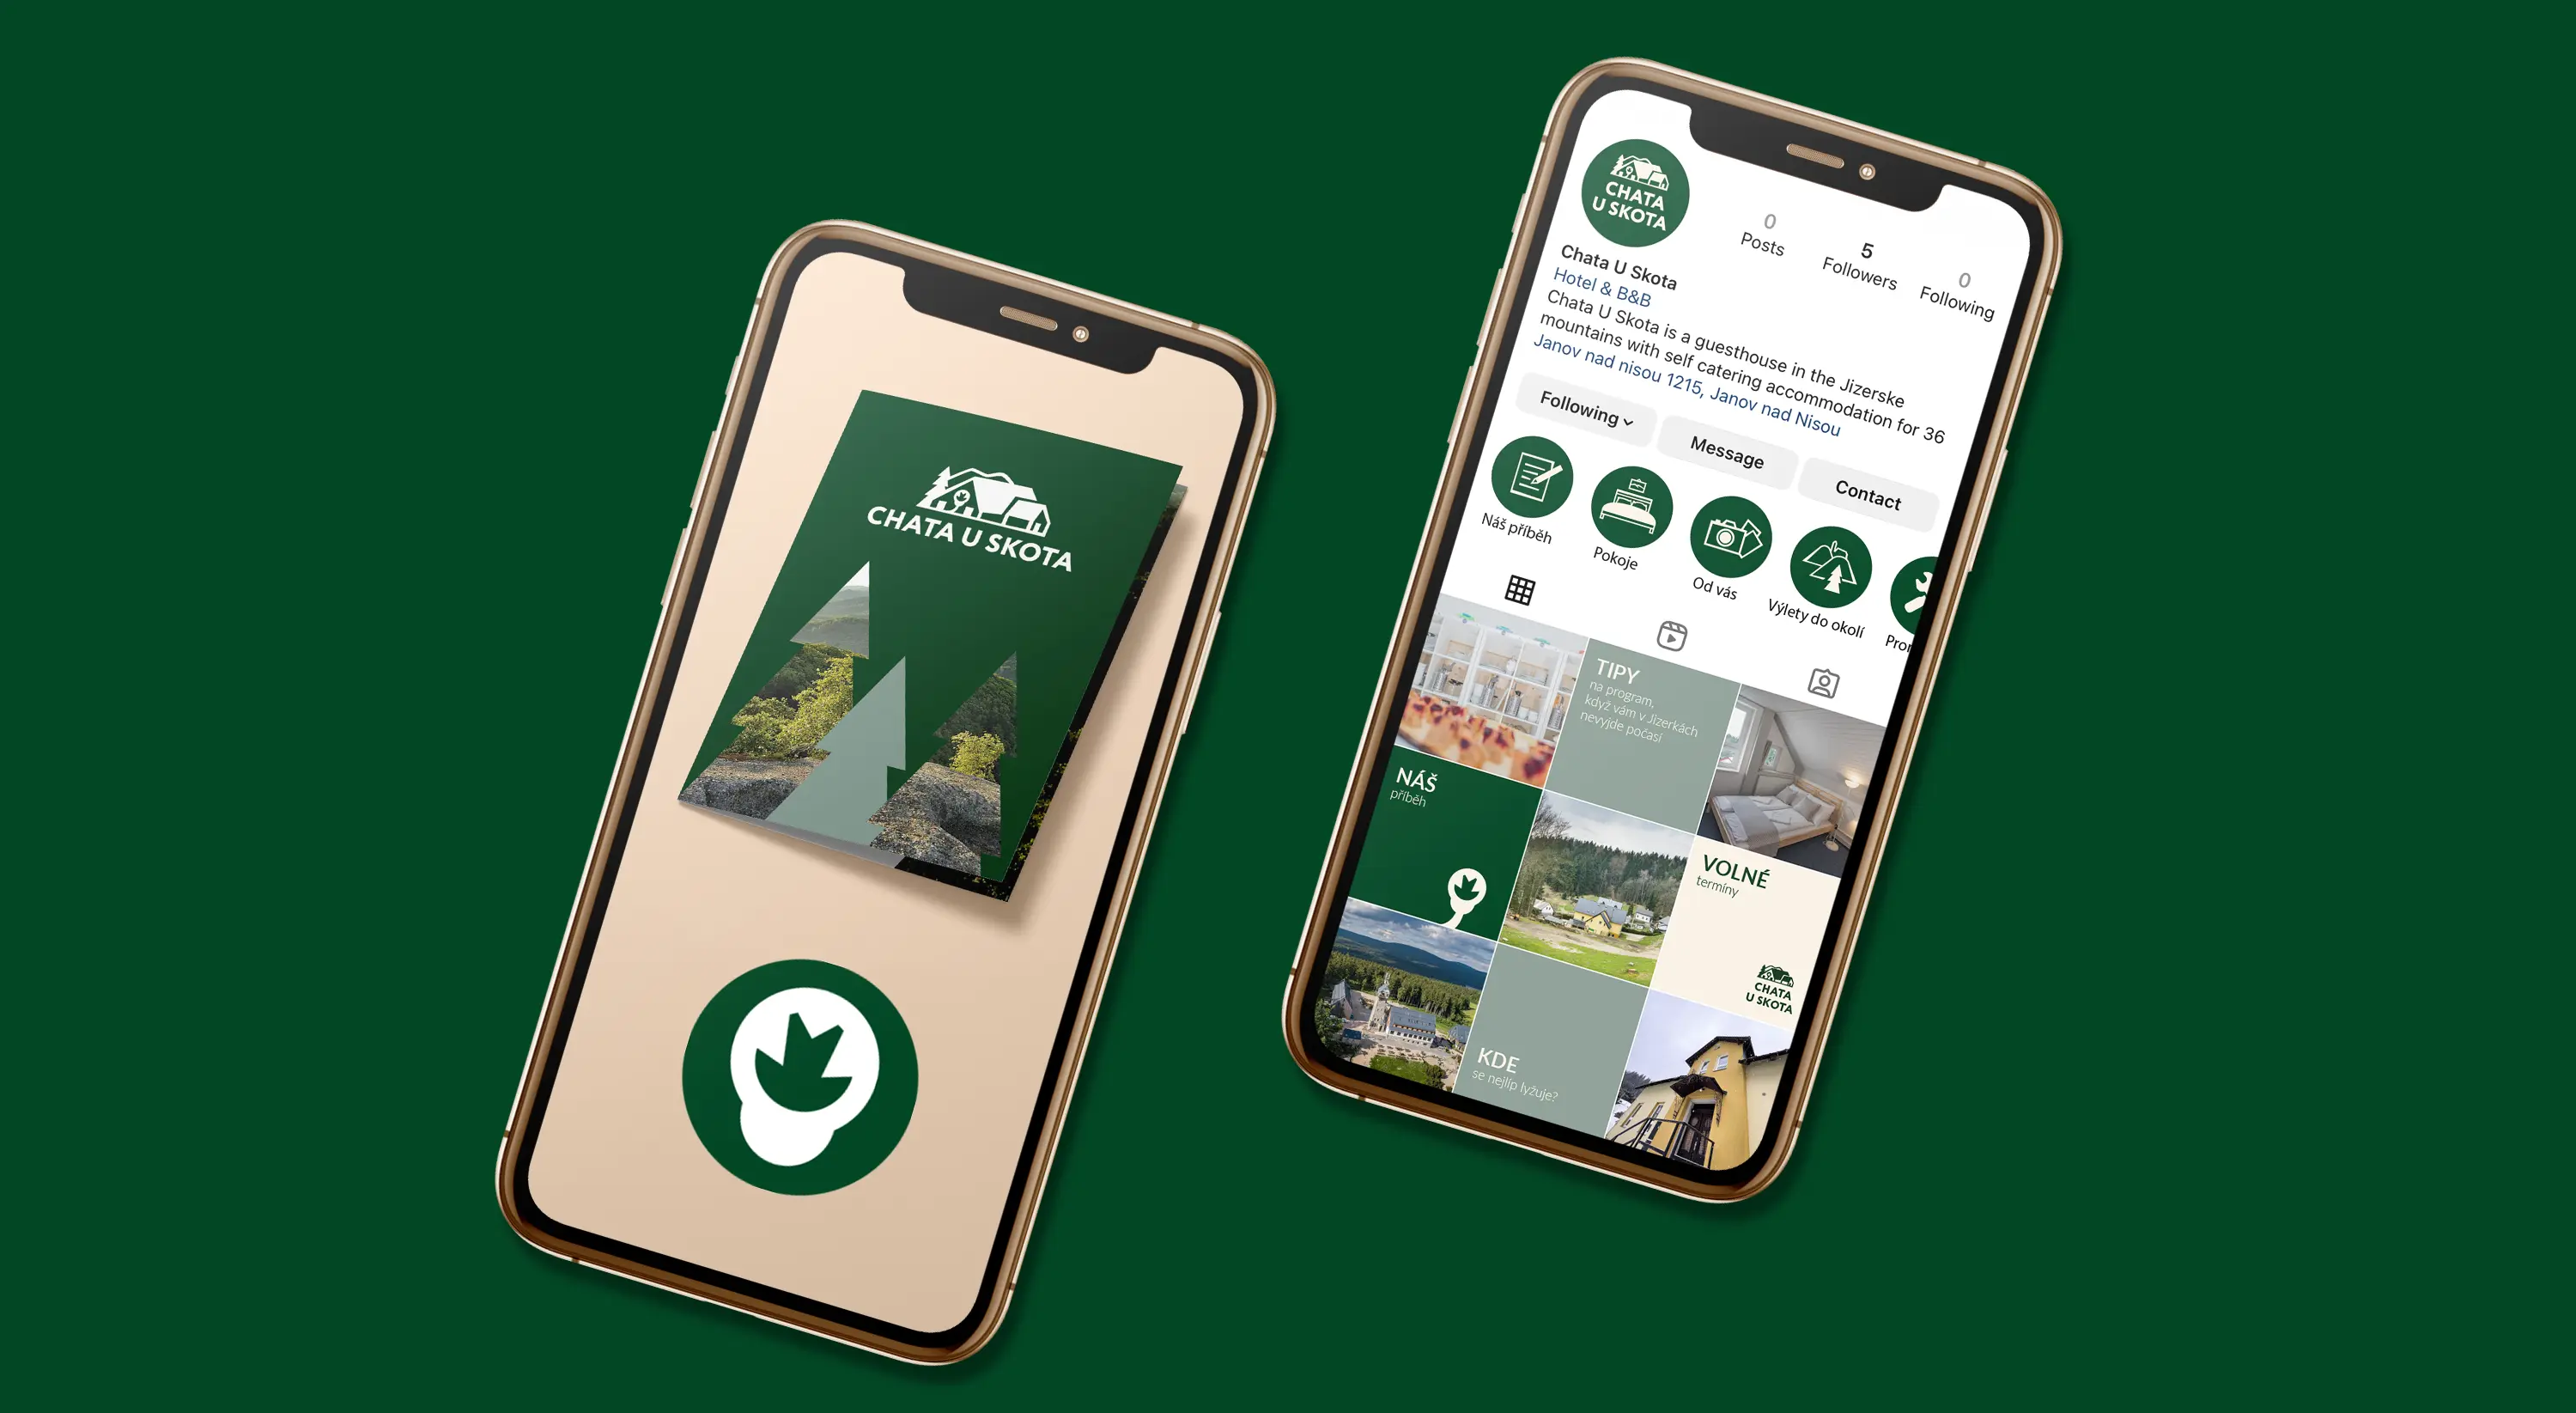 CHATA U SKOTA
CHATA
U SKOTA
0
Posts
5
Followers
0
Following
Chata U Skota
Hotel & B&B
Chata U Skota is a guesthouse in the Jizerske
mountains with self catering accommodation for 36
Janov nad nisou 1215, Janov nad Nisou
Following
Message
Contact
Náš příběh
Pokoje
Od vás
Výlety do okolí
Pror
TIPY
na program,
když vám v Jizerkách
nevyjde počasí
NÁŠ
příběh
VOLNÉ
termíny
CHATA
U SKOTA
KDE
se nejlíp lyžuje?